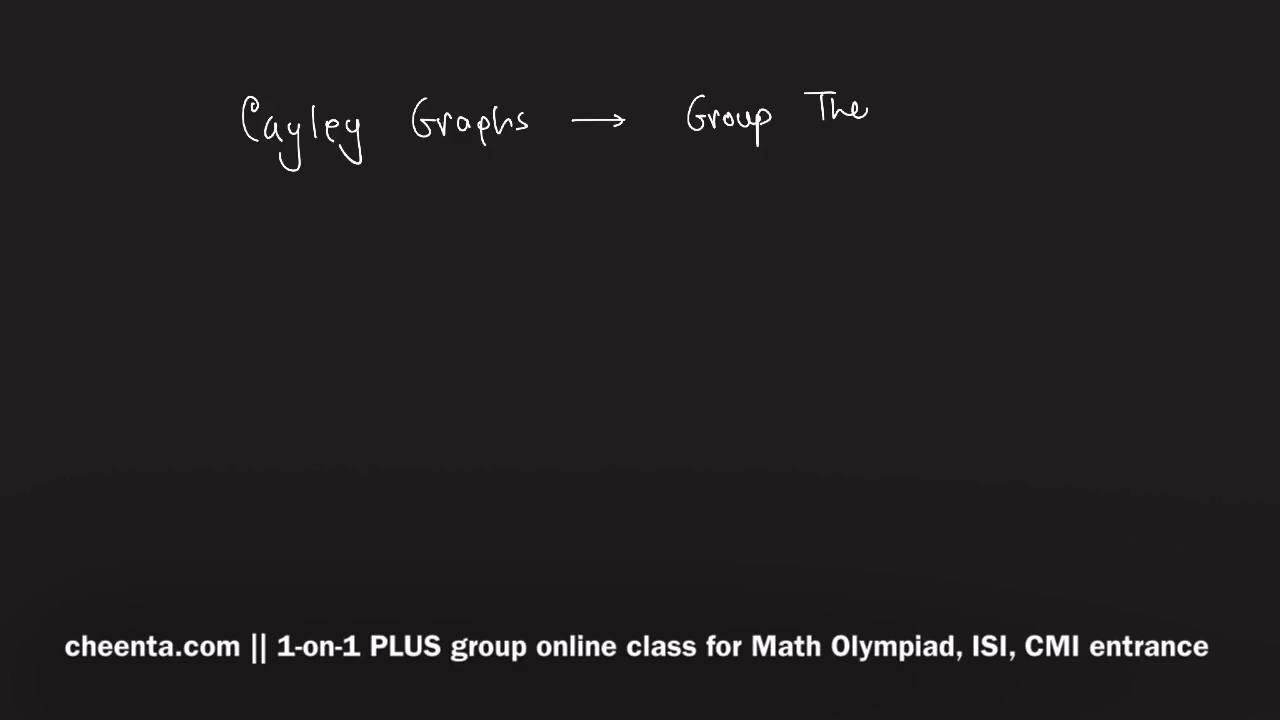 Cayley Graphs → Group The
cheenta.com || 1-on-1 PLUS group online class for Math Olympiad, ISI, CMI entrance